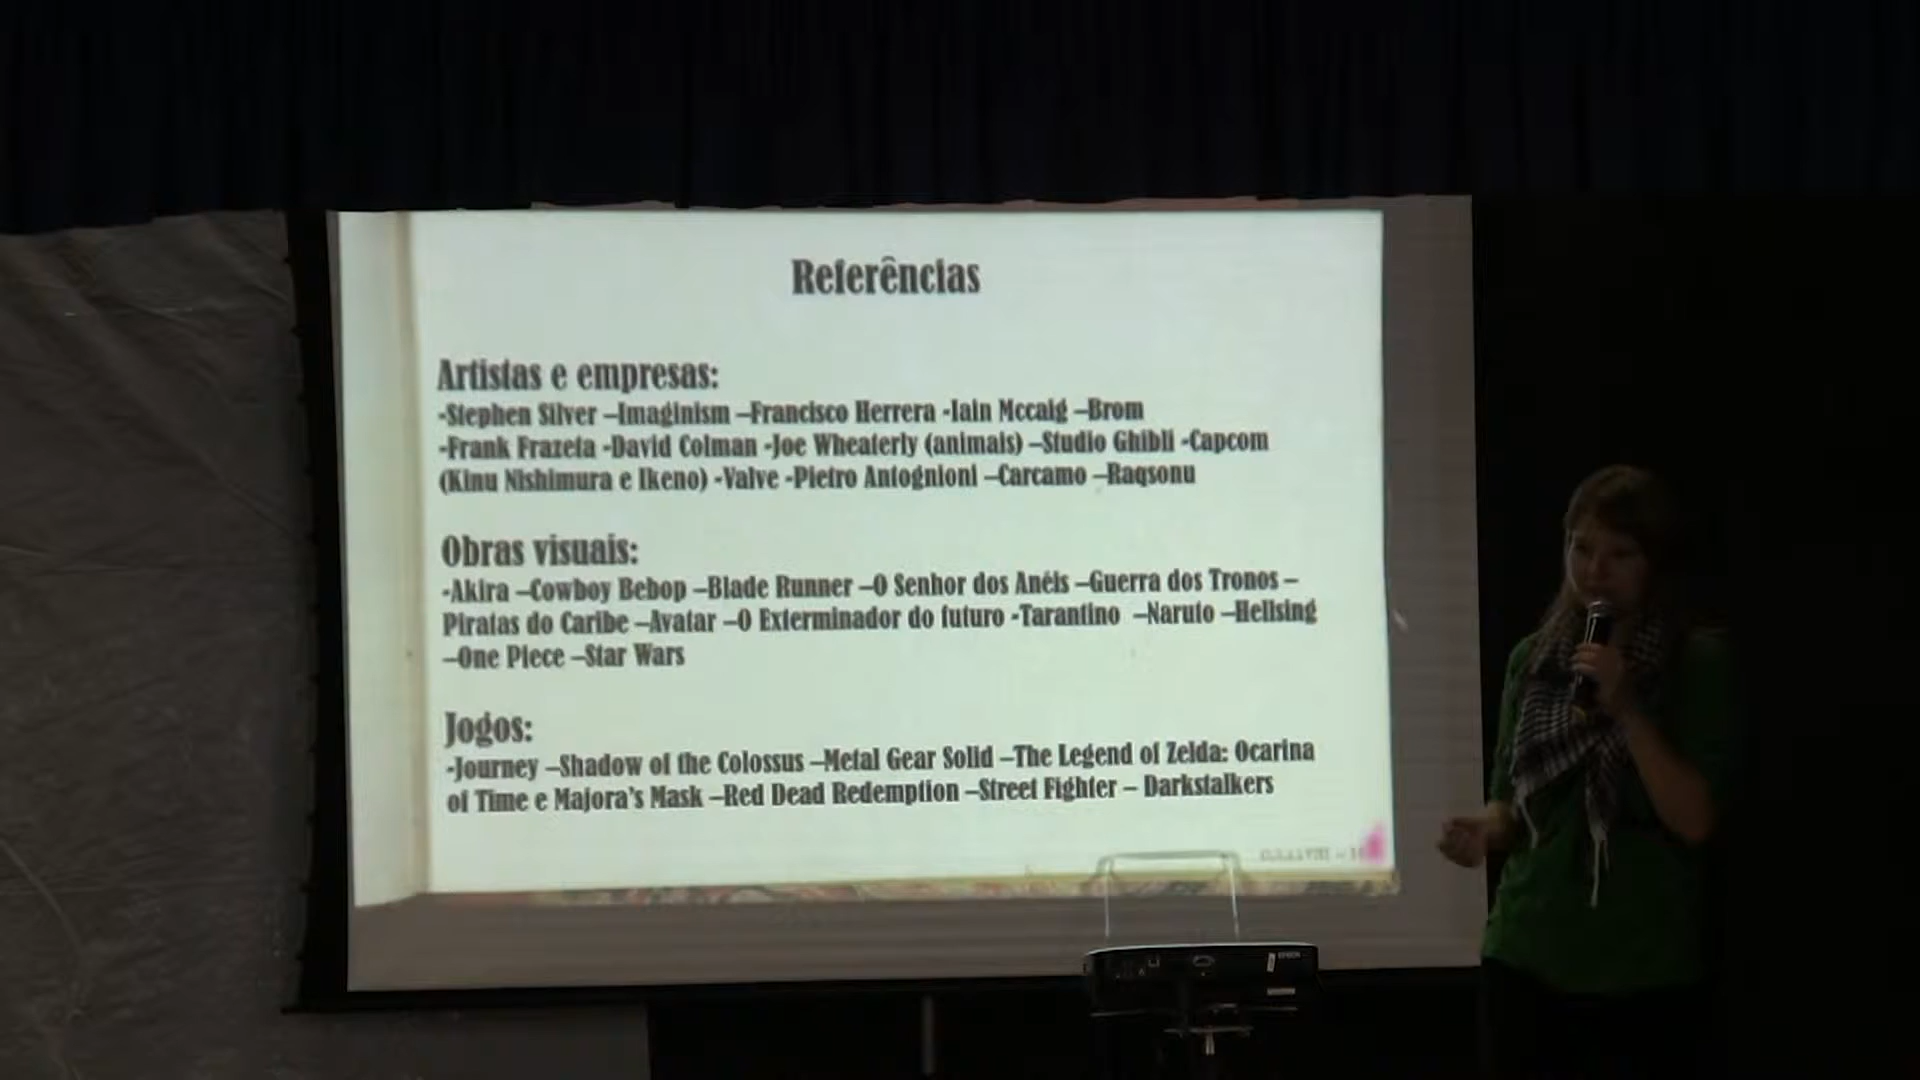 Referências
Artistas e empresas:
-Stephen Silver –Imaginism –Francisco Herrera -Iain Mccaig –Brom
-Frank Frazeta -David Colman -Joe Wheaterly (animais) –Studio Ghibli -Capcom
(Kinu Nishimura e Ikeno) -Valve -Pietro Antognioni –Carcamo –Raqsonu
Obras visuais:
-Akira –Cowboy Bebop –Blade Runner –O Senhor dos Anéis –Guerra dos Tronos –
Piratas do Caribe –Avatar –O Exterminador do futuro -Tarantino –Naruto –Hellsing
–One Piece –Star Wars
Jogos:
-Journey –Shadow of the Colossus –Metal Gear Solid –The Legend of Zelda: Ocarina
of Time e Majora's Mask –Red Dead Redemption –Street Fighter – Darkstalkers
EPSON